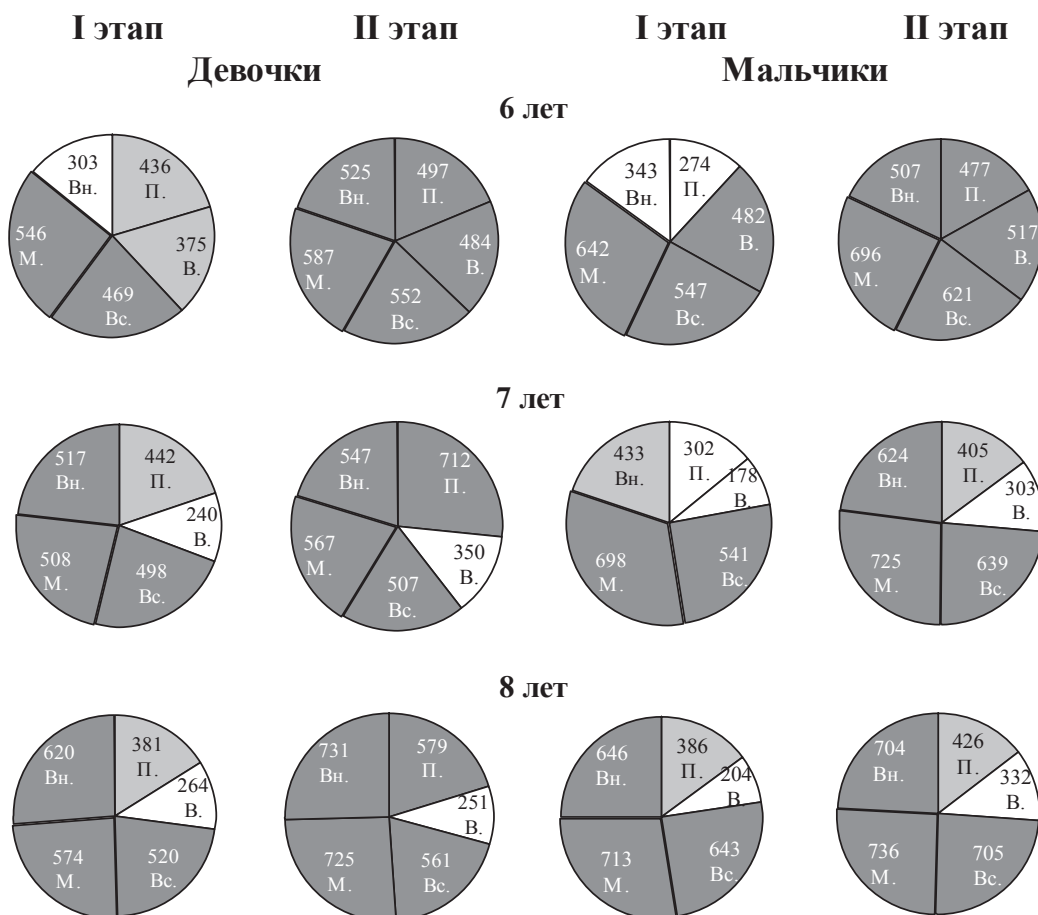 I этап II этап I этап II этап
Девочки Мальчики
6 лет
303
Вн.
436
П.
375
В.
469
Вс.
546
М.
525
Вн.
497
П.
484
В.
552
Вс.
587
М.
343
Вн.
274
П.
482
В.
547
Вс.
642
М.
507
Вн.
477
П.
517
В.
621
Вс.
696
М.
7 лет
517
Вн.
442
П.
240
В.
498
Вс.
508
М.
547
Вн.
712
П.
350
В.
507
Вс.
567
М.
433
Вн.
302
П.
178
В.
541
Вс.
698
М.
624
Вн.
405
П.
303
В.
639
Вс.
725
М.
8 лет
620
Вн.
381
П.
264
В.
520
Вс.
574
М.
731
Вн.
579
П.
251
В.
561
Вс.
725
М.
646
Вн.
386
П.
204
В.
643
Вс.
713
М.
704
Вн.
426
П.
332
В.
705
Вс.
736
М.